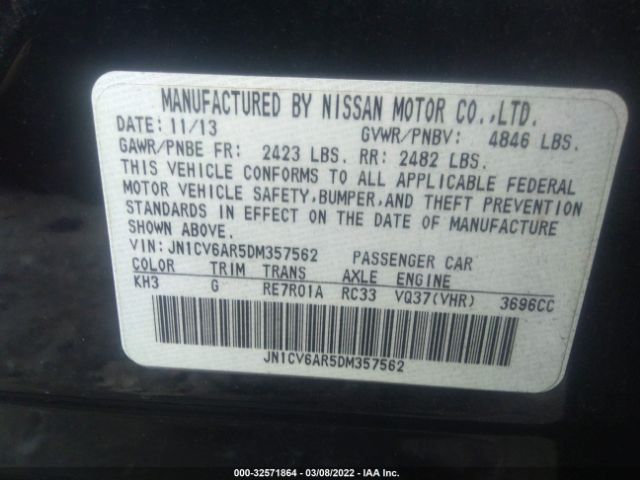 MANUFACTURED BY NISSAN MOTOR CO.,LTD.
DATE: 11/13 GVWR/PNBV: 4846 LBS.
GAWR/PNBE FR: 2423 LBS. RR: 2482 LBS.
THIS VEHICLE CONFORMS TO ALL APPLICABLE FEDERAL
MOTOR VEHICLE SAFETY,BUMPER,AND THEFT PREVENTION
STANDARDS IN EFFECT ON THE DATE OF MANUFACTURE
SHOWN ABOVE.
VIN: JN1CV6AR5DM357562 PASSENGER CAR
COLOR TRIM TRANS AXLE ENGINE
KH3 G RE7R01A RC33 VQ37(VHR) 3696CC
JN1CV6AR5DM357562
000-32571864 - 03/08/2022 - IAA Inc.